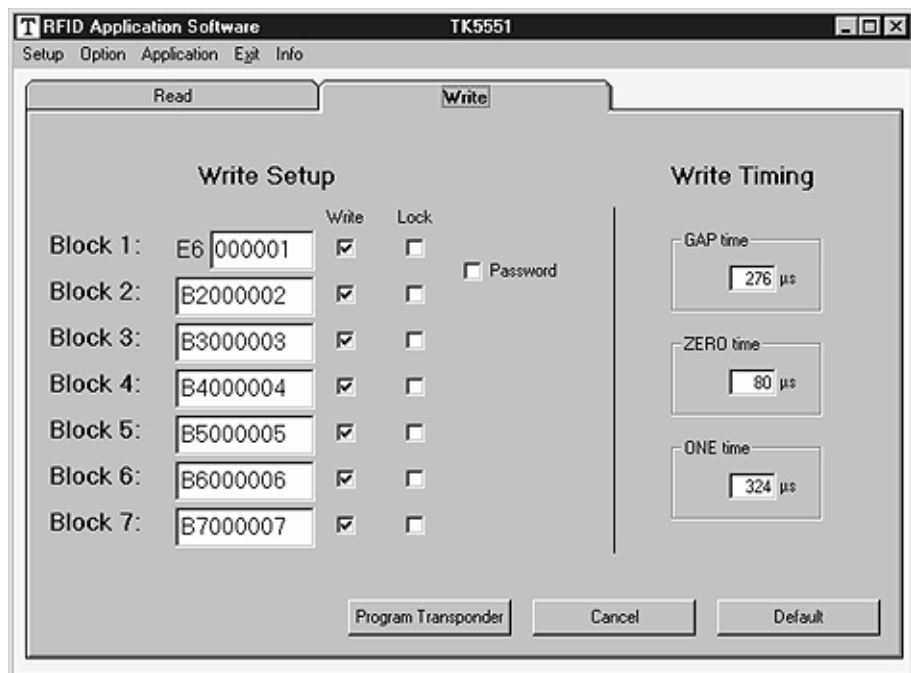 T RFID Application Software TK5551
Setup Option Application Exit Info
Read Write
Write Setup
Write Lock
Block 1: E6 000001
Block 2: B2000002
Block 3: B3000003
Block 4: B4000004
Block 5: B5000005
Block 6: B6000006
Block 7: B7000007
Password
Write Timing
GAP time
276 µs
ZERO time
80 µs
ONE time
324 µs
Program Transponder Cancel Default